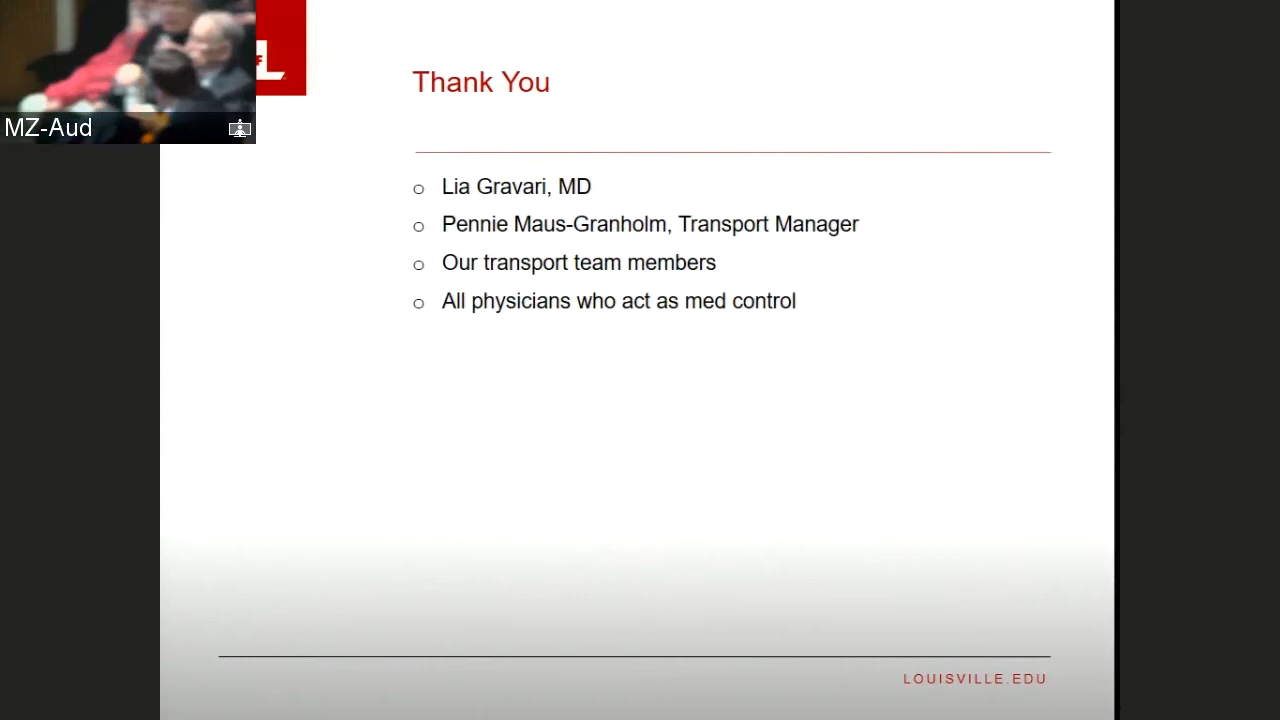 MZ-Aud
Thank You
Lia Gravari, MD
Pennie Maus-Granholm, Transport Manager
Our transport team members
All physicians who act as med control
LOUISVILLE.EDU